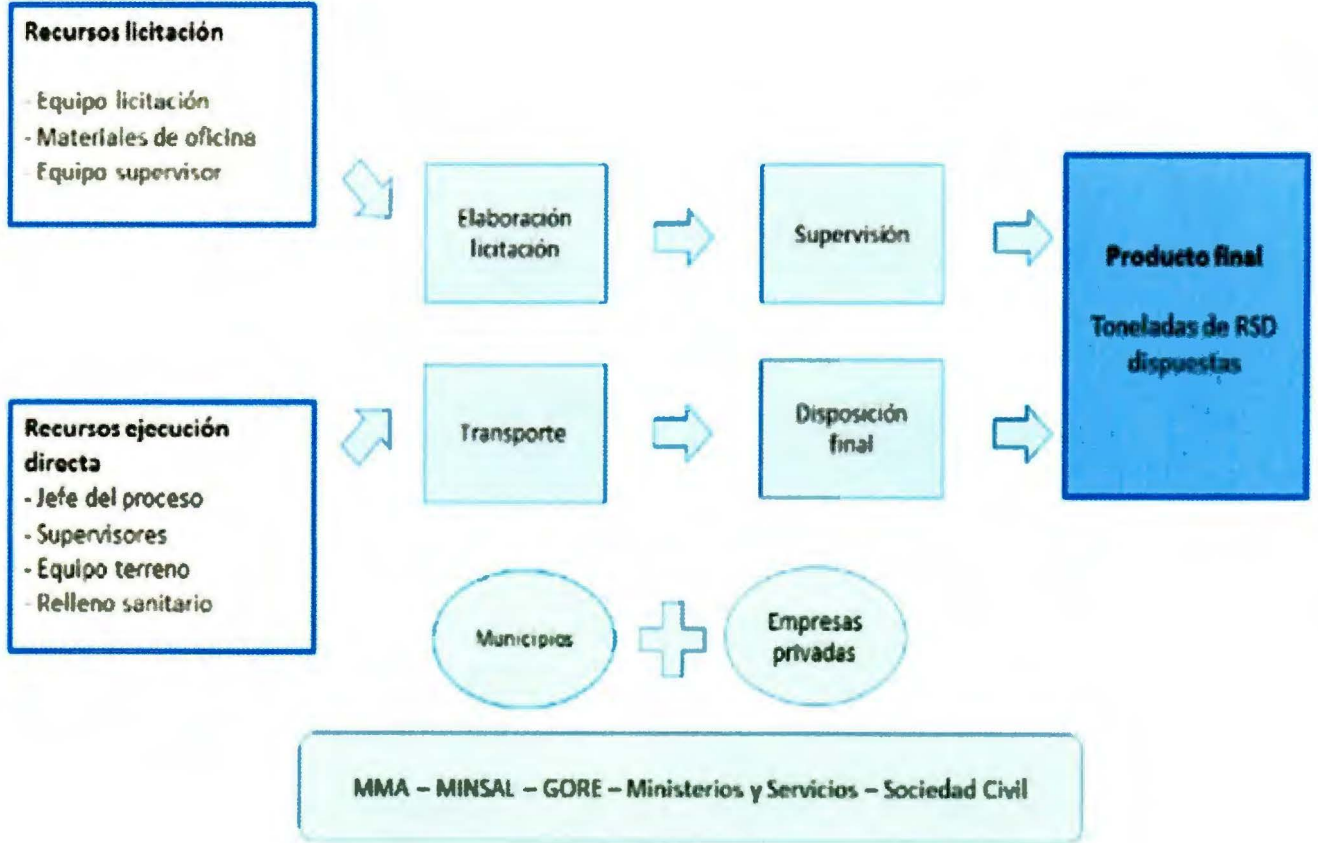 Recursos licitación
- Equipo licitación
- Materiales de oficina
- Equipo supervisor
Elaboración
licitación
Supervisión
Producto final
Toneladas de RSD
dispuestas
Recursos ejecución
directa
- Jefe del proceso
- Supervisores
- Equipo terreno
- Relleno sanitario
Transporte
Disposición
final
Municipios
Empresas
privadas
MMA – MINSAL – GORE – Ministerios y Servicios – Sociedad Civil